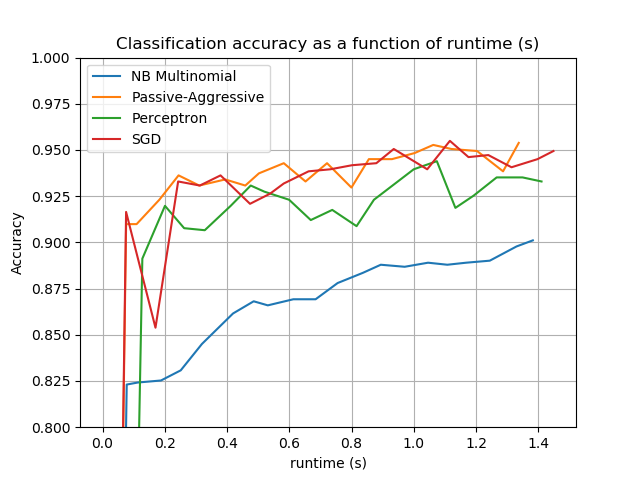 Classification accuracy as a function of runtime (s)
NB Multinomial
Passive-Aggressive
Perceptron
SGD
1.000
0.975
0.950
0.925
0.900
0.875
0.850
0.825
0.800
Accuracy
0.0 0.2 0.4 0.6 0.8 1.0 1.2 1.4
runtime (s)